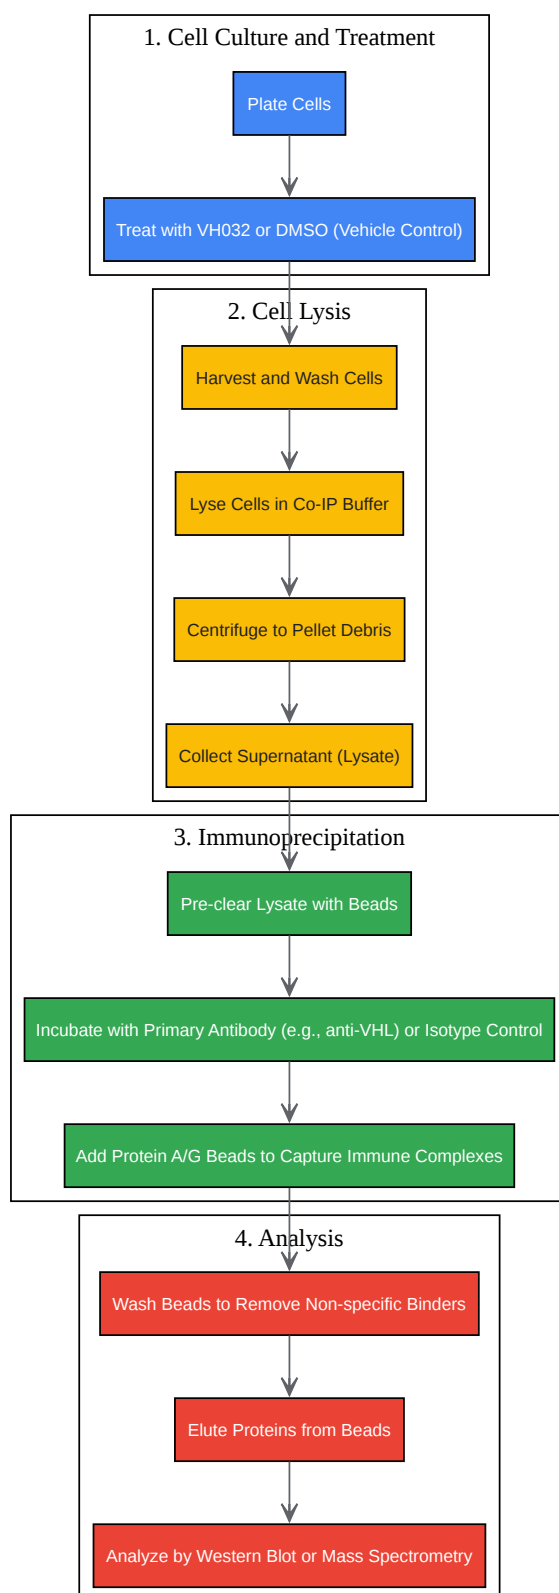 1. Cell Culture and Treatment
Plate Cells
Treat with VH032 or DMSO (Vehicle Control)
2. Cell Lysis
Harvest and Wash Cells
Lyse Cells in Co-IP Buffer
Centrifuge to Pellet Debris
Collect Supernatant (Lysate)
3. Immunoprecipitation
Pre-clear Lysate with Beads
Incubate with Primary Antibody (e.g., anti-VHL) or Isotype Control
Add Protein A/G Beads to Capture Immune Complexes
4. Analysis
Wash Beads to Remove Non-specific Binders
Elute Proteins from Beads
Analyze by Western Blot or Mass Spectrometry